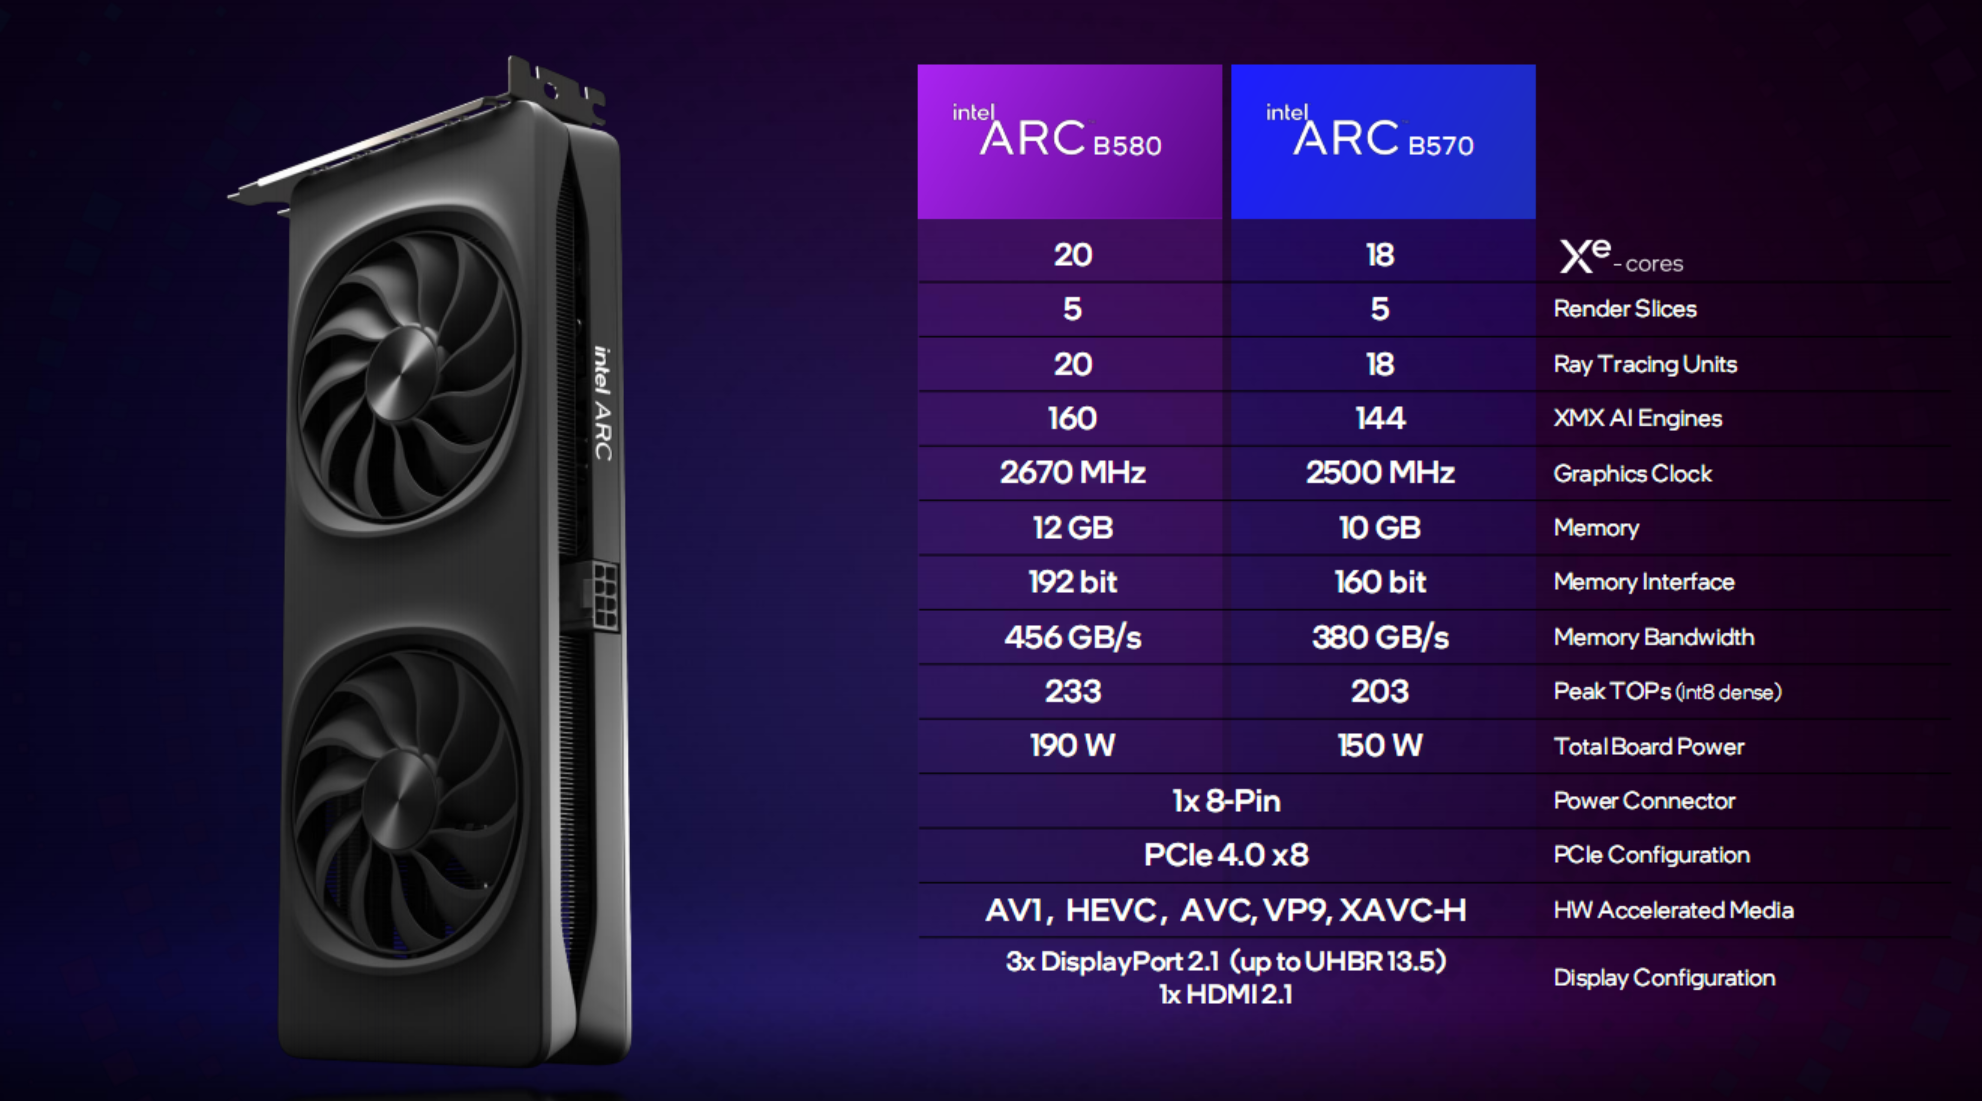 intel ARC
intel ARC B580
intel ARC B570
20 18 Xe - cores
5 5 Render Slices
20 18 Ray Tracing Units
160 144 XMX AI Engines
2670 MHz 2500 MHz Graphics Clock
12 GB 10 GB Memory
192 bit 160 bit Memory Interface
456 GB/s 380 GB/s Memory Bandwidth
233 203 Peak TOPs (int8 dense)
190 W 150 W Total Board Power
1x 8-Pin Power Connector
PCIe 4.0 x8 PCIe Configuration
AV1, HEVC, AVC, VP9, XAVC-H HW Accelerated Media
3x DisplayPort 2.1 (up to UHBR 13.5)
1x HDMI 2.1
Display Configuration